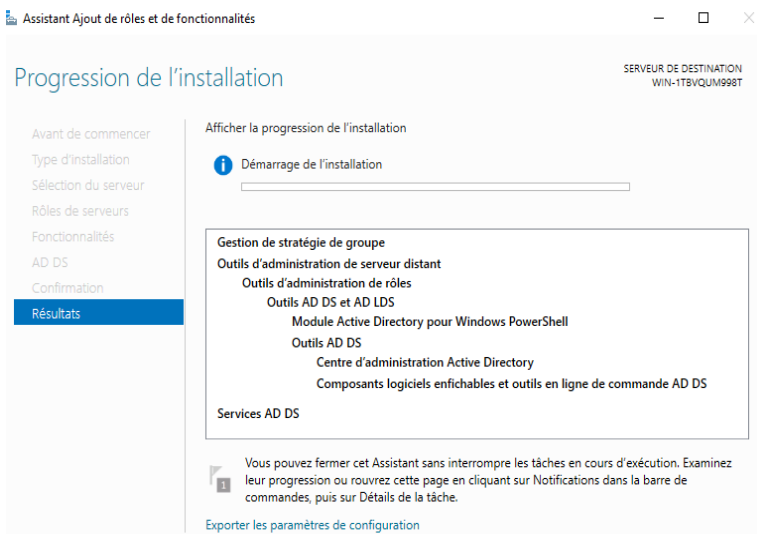 Assistant Ajout de rôles et de fonctionnalités
Progression de l'installation
SERVEUR DE DESTINATION
WIN-1TBVQUM998T
Avant de commencer
Type d'installation
Sélection du serveur
Rôles de serveurs
Fonctionnalités
AD DS
Confirmation
Résultats
Afficher la progression de l'installation
Démarrage de l'installation
Gestion de stratégie de groupe
Outils d'administration de serveur distant
Outils d'administration de rôles
Outils AD DS et AD LDS
Module Active Directory pour Windows PowerShell
Outils AD DS
Centre d'administration Active Directory
Composants logiciels enfichables et outils en ligne de commande AD DS
Services AD DS
1
Vous pouvez fermer cet Assistant sans interrompre les tâches en cours d'exécution. Examinez
leur progression ou rouvrez cette page en cliquant sur Notifications dans la barre de
commandes, puis sur Détails de la tâche.
Exporter les paramètres de configuration